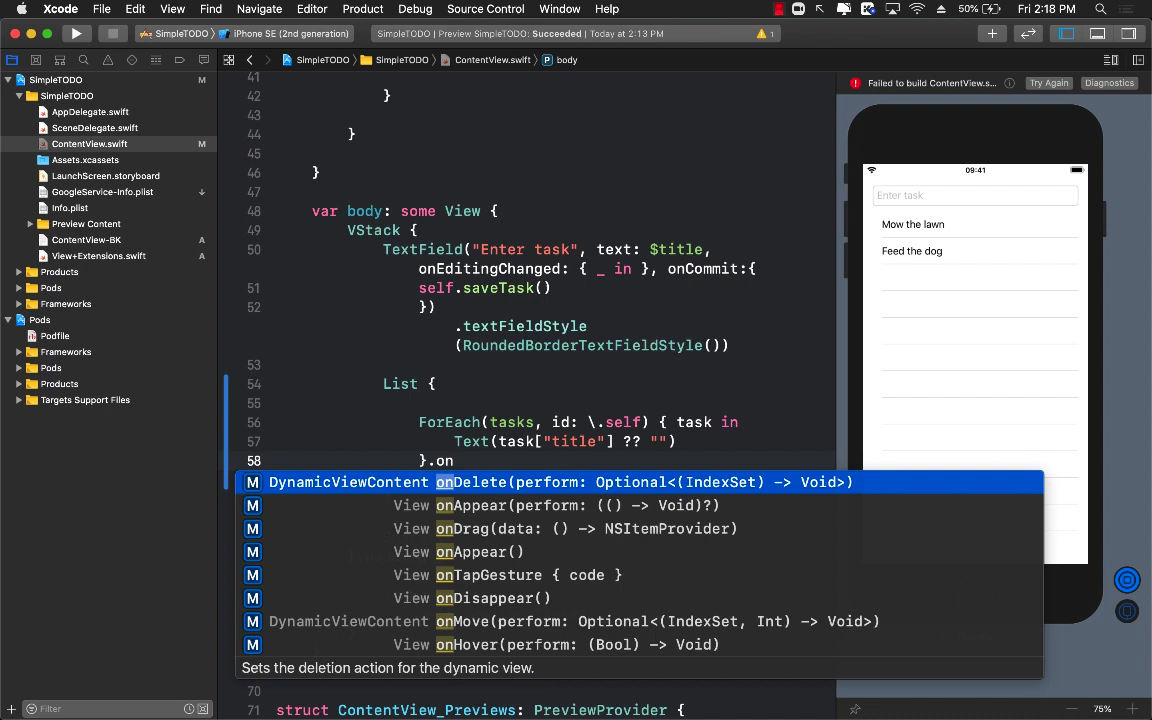 Xcode File Edit View Find Navigate Editor Product Debug Source Control Window Help 50% Fri 2:18 PM
SimpleTODO iPhone SE (2nd generation) SimpleTODO | Preview SimpleTODO: Succeeded | Today at 2:13 PM 1
SimpleTODO M
SimpleTODO
AppDelegate.swift
SceneDelegate.swift
ContentView.swift M
Assets.xcassets
LaunchScreen.storyboard
GoogleService-Info.plist
Info.plist
Preview Content
ContentView-BK A
View+Extensions.swift A
Products
Pods
Frameworks
Pods
Podfile
Frameworks
Pods
Products
Targets Support Files
Filter
SimpleTODO SimpleTODO ContentView.swift P body
41
42 }
43
44 }
45
46 }
47
48 var body: some View {
49 VStack {
50 TextField("Enter task", text: $title,
onEditingChanged: { _ in }, onCommit:{
51 self.saveTask()
52 })
.textFieldStyle
(RoundedBorderTextFieldStyle())
53
54 List {
55
56 ForEach(tasks, id: \.self) { task in
57 Text(task["title"] ?? "")
58 }.on
M DynamicViewContent onDelete(perform: Optional<(IndexSet) -> Void>)
M View onAppear(perform: (() -> Void)?)
M View onDrag(data: () -> NSItemProvider)
M View onAppear()
M View onTapGesture { code }
M View onDisappear()
M DynamicViewContent onMove(perform: Optional<(IndexSet, Int) -> Void>)
M View onHover(perform: (Bool) -> Void)
Sets the deletion action for the dynamic view.
70
71 struct ContentView_Previews: PreviewProvider {
Failed to build ContentView.s... Try Again Diagnostics
09:41
Enter task
Mow the lawn
Feed the dog
75%